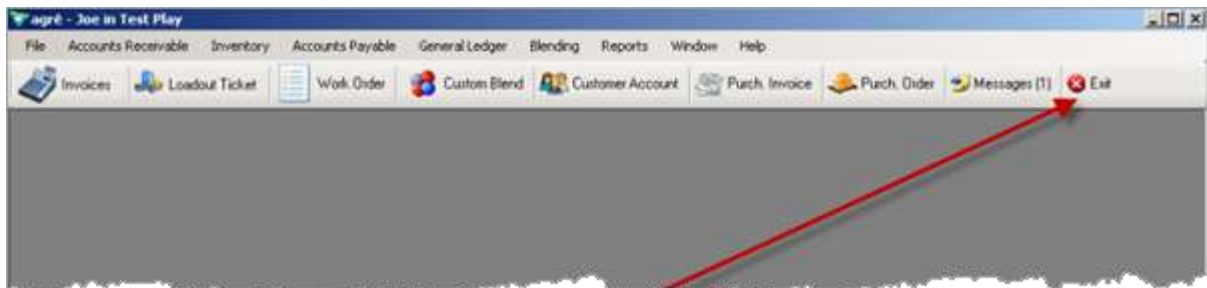 agrē - Joe in Test Play
File Accounts Receivable Inventory Accounts Payable General Ledger Blending Reports Window Help
Invoices Loadout Ticket Work Order Custom Blend Customer Account Purch. Invoice Purch. Order Messages (1) Exit